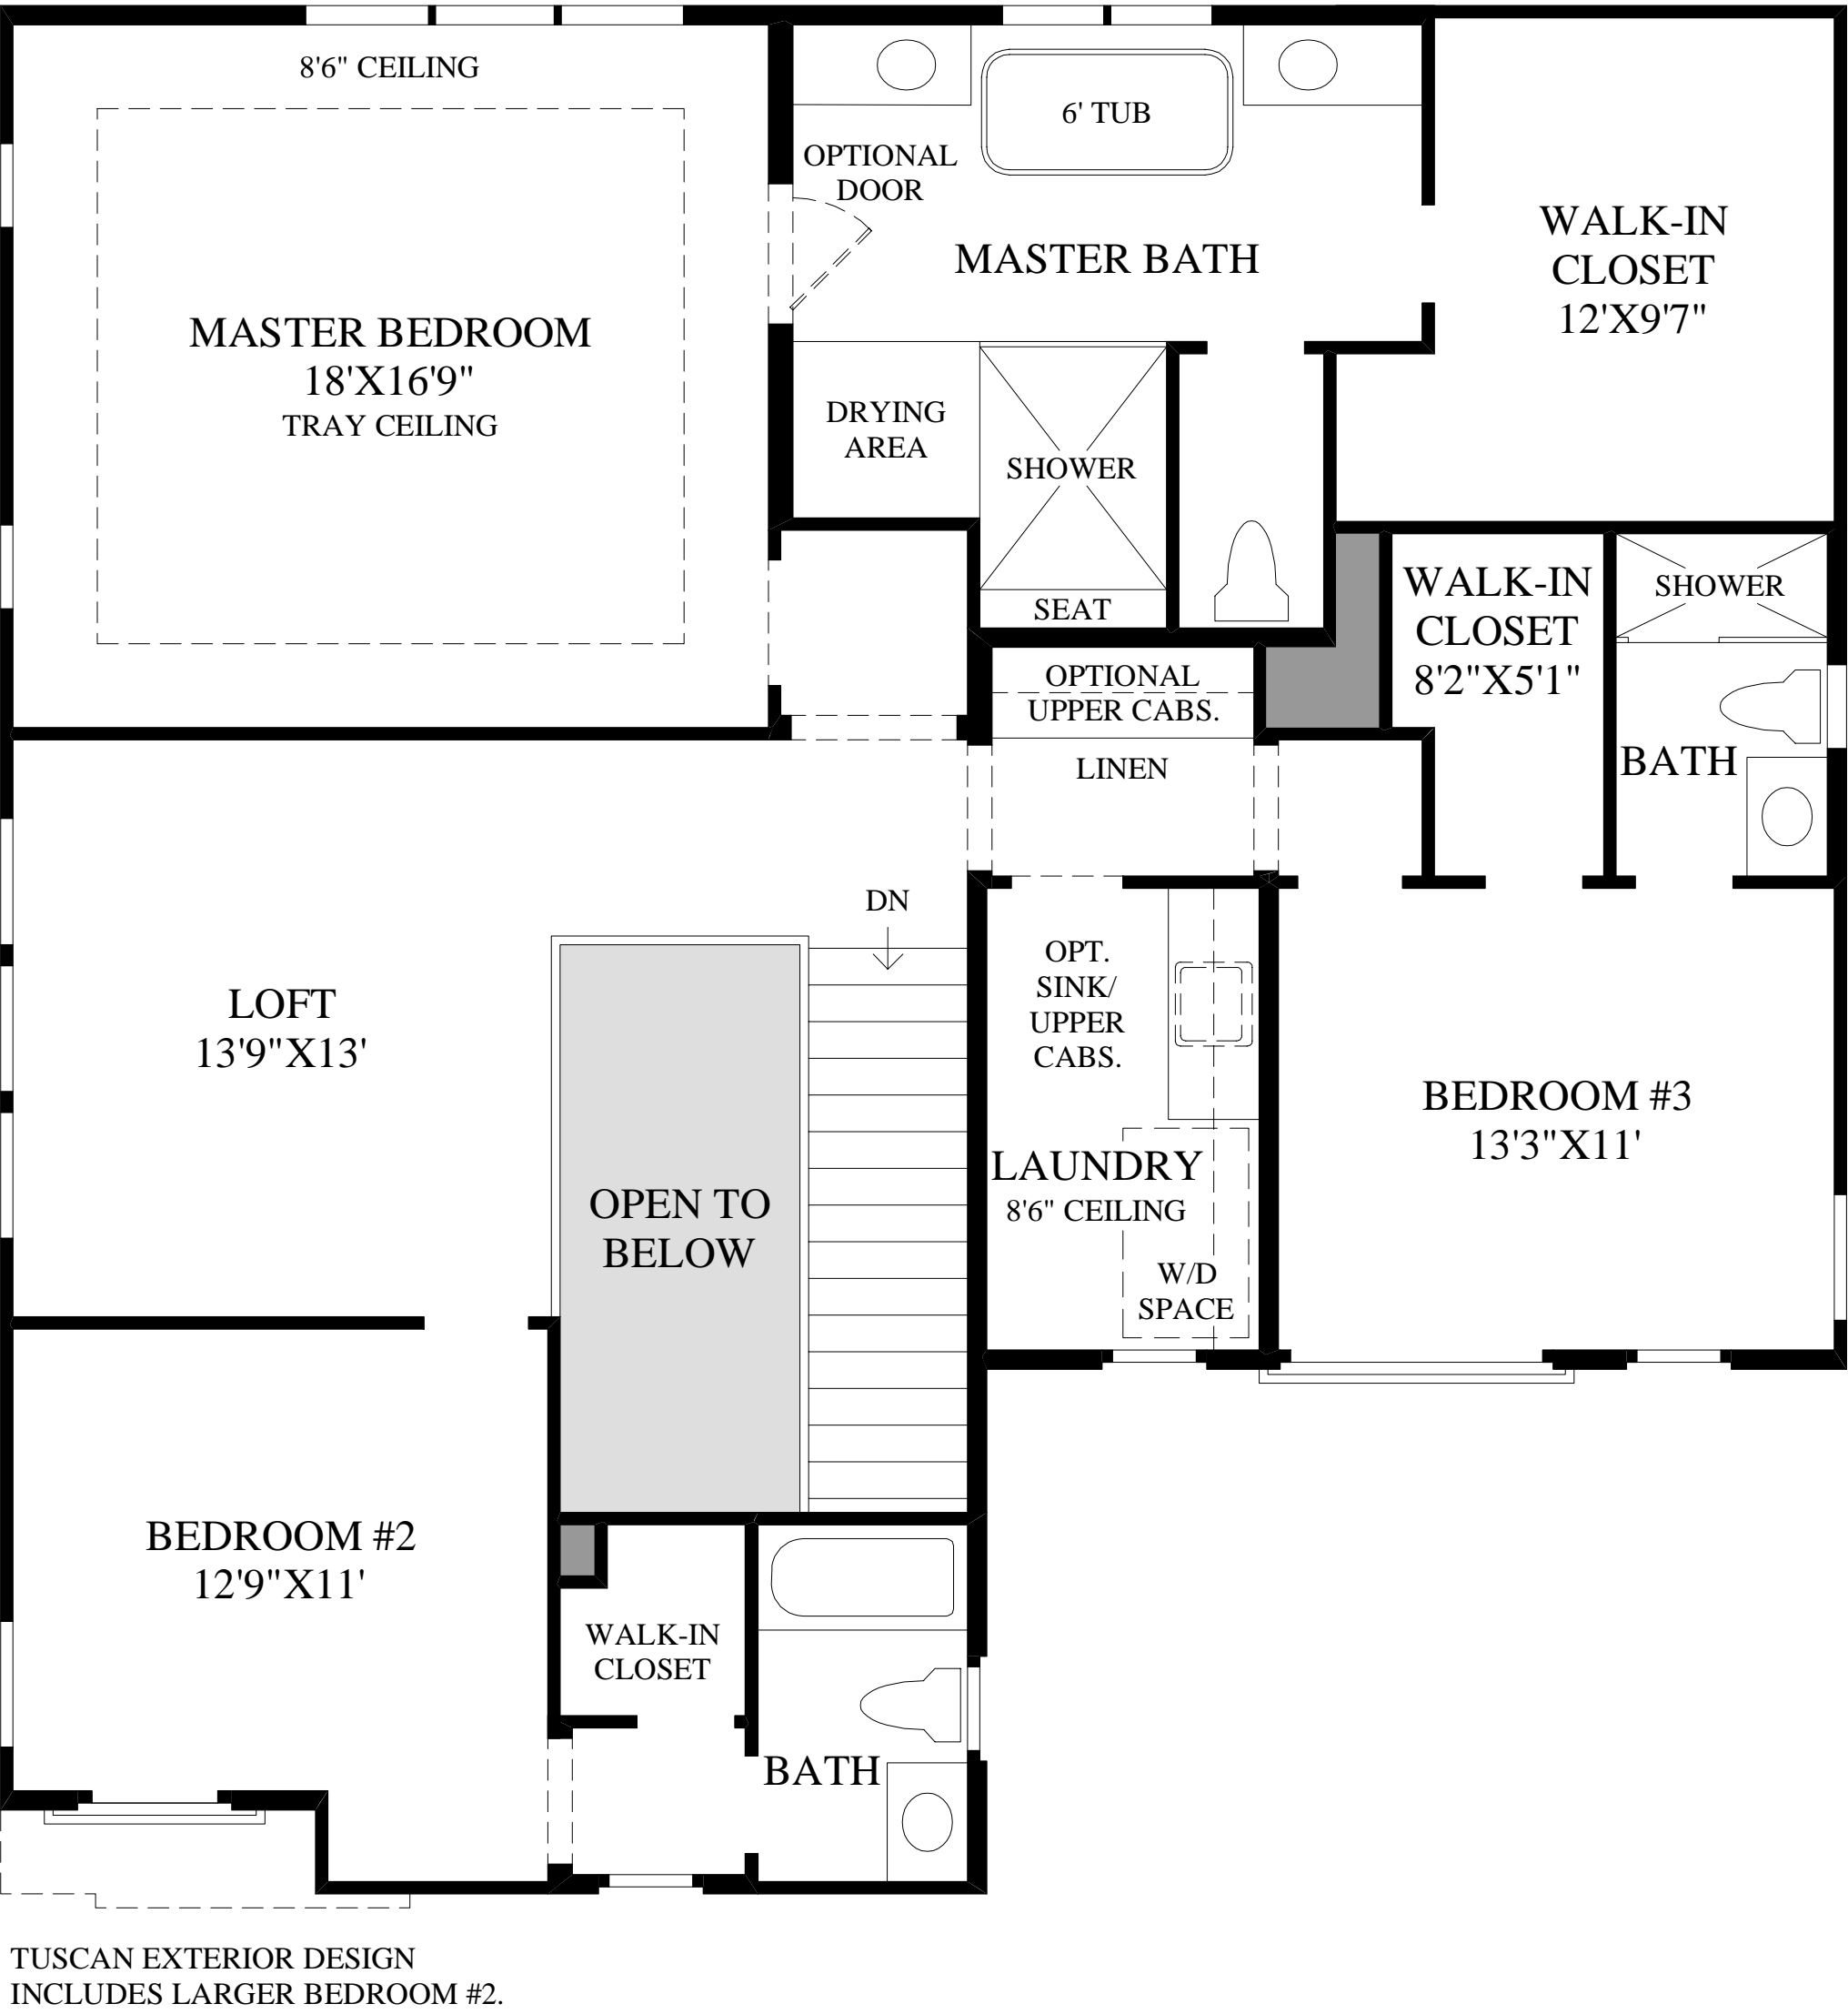 8'6" CEILING
MASTER BEDROOM
18'X16'9"
TRAY CEILING
OPTIONAL
DOOR
6' TUB
MASTER BATH
WALK-IN
CLOSET
12'X9'7"
DRYING
AREA
SHOWER
SEAT
WALK-IN
CLOSET
8'2"X5'1"
SHOWER
BATH
OPTIONAL
UPPER CABS.
LINEN
DN
LOFT
13'9"X13'
OPEN TO
BELOW
OPT.
SINK/
UPPER
CABS.
LAUNDRY
8'6" CEILING
W/D
SPACE
BEDROOM #3
13'3"X11'
BEDROOM #2
12'9"X11'
WALK-IN
CLOSET
BATH
TUSCAN EXTERIOR DESIGN
INCLUDES LARGER BEDROOM #2.